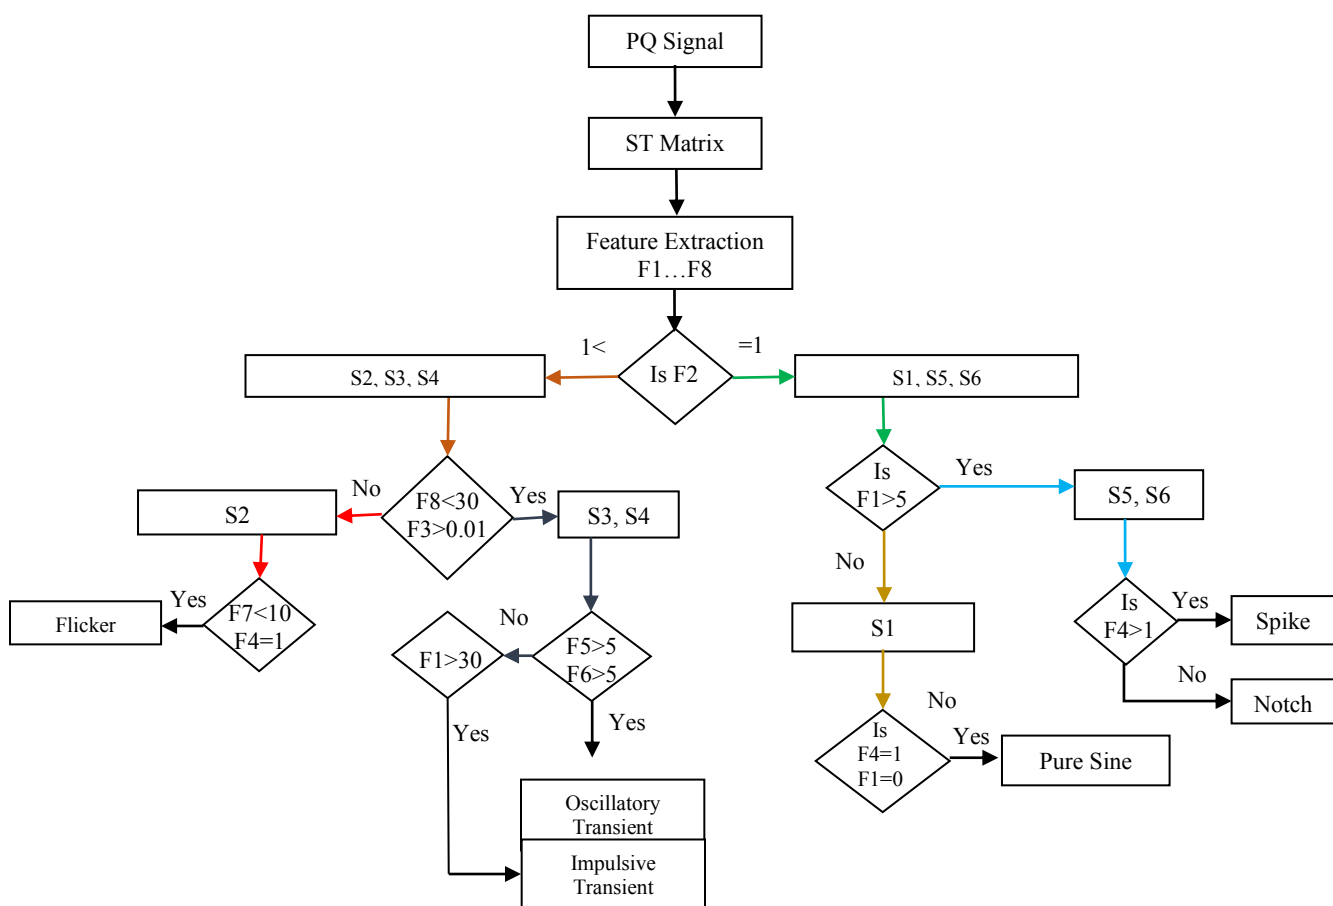 PQ Signal
ST Matrix
Feature Extraction
F1…F8
1<
=1
Is F2
S2, S3, S4
S1, S5, S6
Is
F1>5
Yes
No
F8<30
F3>0.01
No
Yes
S2
S3, S4
S5, S6
F7<10
F4=1
Yes
Flicker
No
F1>30
F5>5
F6>5
Yes
Yes
S1
Is
F4>1
Yes
Spike
No
Notch
No
Is
F4=1
F1=0
Yes
Pure Sine
Oscillatory
Transient
Impulsive
Transient